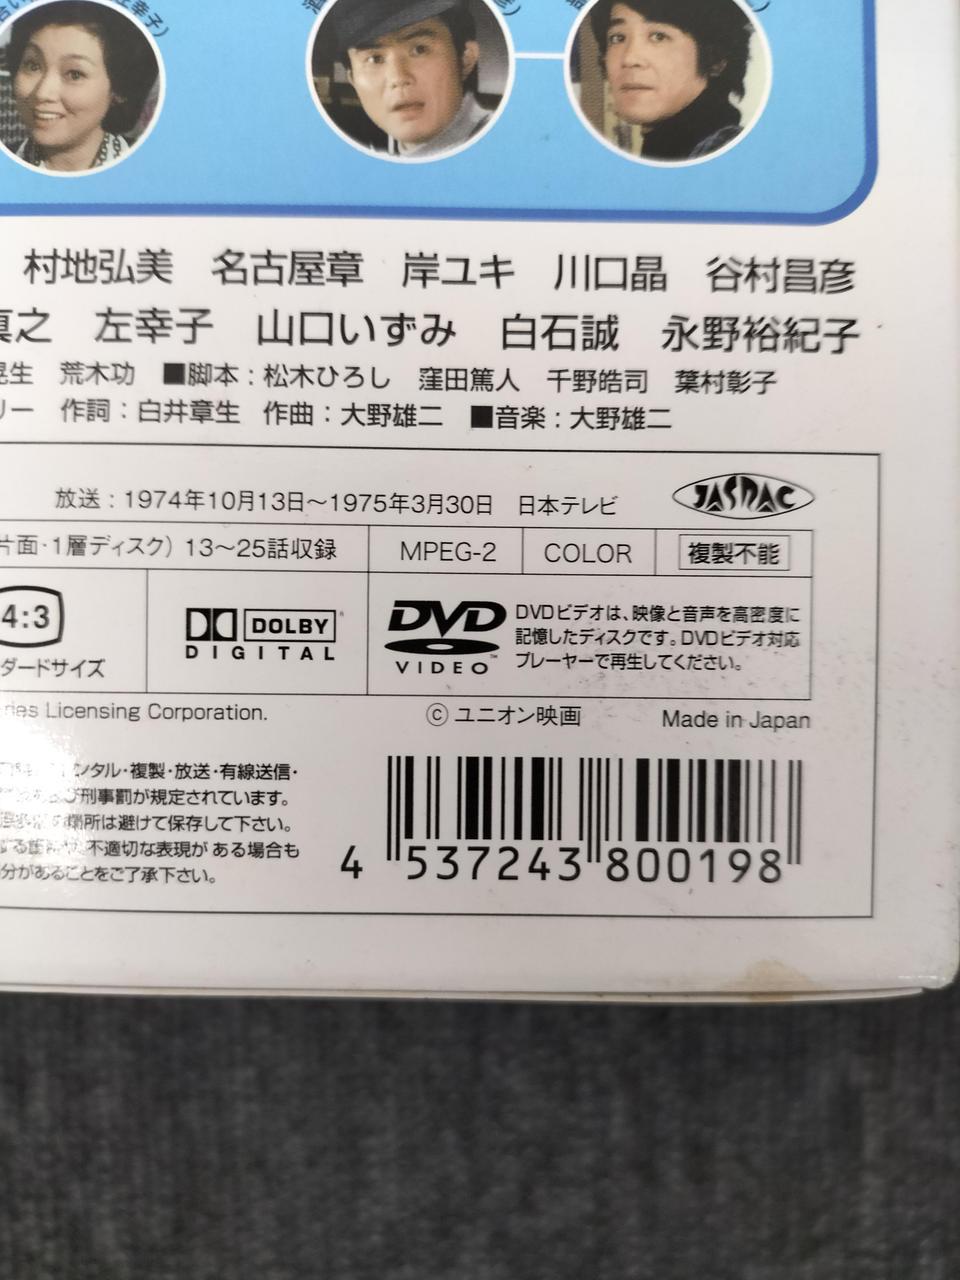 左幸子)
村地弘美　名古屋章　岸ユキ　川口晶　谷村昌彦
真之　左幸子　山口いずみ　白石誠　永野裕紀子
晃生　荒木功　■脚本：松木ひろし　窪田篤人　千野皓司　葉村彰子
リー　作詞：白井章生　作曲：大野雄二　■音楽：大野雄二
放送：1974年10月13日～1975年3月30日　日本テレビ
JASRAC
片面・1層ディスク）13～25話収録
MPEG-2
COLOR
複製不能
4:3
ダードサイズ
DOLBY
DIGITAL
DVD
VIDEO™
DVDビデオは、映像と音声を高密度に
記憶したディスクです。DVDビデオ対応
プレーヤーで再生してください。
ries Licensing Corporation.
© ユニオン映画
Made in Japan
ンタル・複製・放送・有線送信・
び刑事罰が規定されています。
場所は避けて保存して下さい。
不適切な表現が ある場合も
分があることをご了承下さい。
4 537243 800198